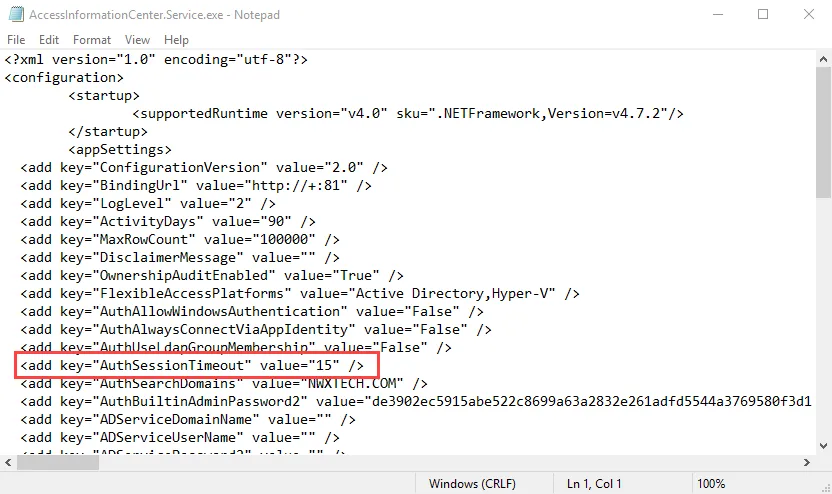 AccessInformationCenter.Service.exe - Notepad
File Edit Format View Help
<?xml version="1.0" encoding="utf-8"?>
<configuration>
<startup>
<supportedRuntime version="v4.0" sku=".NETFramework,Version=v4.7.2"/>
</startup>
<appSettings>
<add key="ConfigurationVersion" value="2.0" />
<add key="BindingUrl" value="http://+:81" />
<add key="LogLevel" value="2" />
<add key="ActivityDays" value="90" />
<add key="MaxRowCount" value="100000" />
<add key="DisclaimerMessage" value="" />
<add key="OwnershipAuditEnabled" value="True" />
<add key="FlexibleAccessPlatforms" value="Active Directory,Hyper-V" />
<add key="AuthAllowWindowsAuthentication" value="False" />
<add key="AuthAlwaysConnectViaAppIdentity" value="False" />
<add key="AuthUseLdapGroupMembership" value="False" />
<add key="AuthSessionTimeout" value="15" />
<add key="AuthSearchDomains" value="NWXTECH.COM" />
<add key="AuthBuiltinAdminPassword2" value="de3902ec5915abe522c8699a63a2832e261adfd5544a3769580f3d1
<add key="ADServiceDomainName" value="" />
<add key="ADServiceUserName" value="" />
<add key="ADServicePassword2" value="" />
Windows (CRLF) Ln 1, Col 1 100%